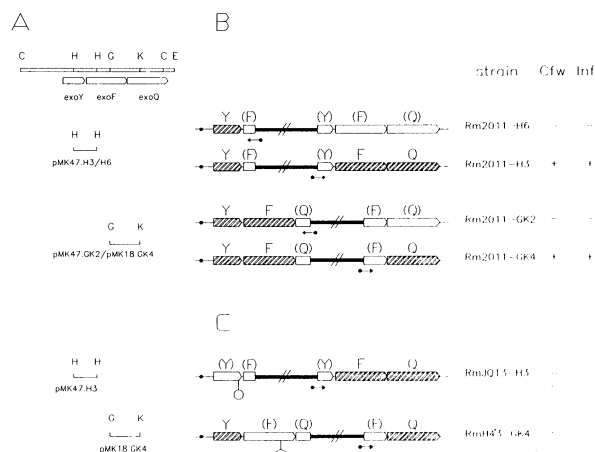 A
C H H G K C E
exoY exoF exoQ
H H
pMK47.H3/H6
G K
pMK47.GK2/pMK18.GK4
H H
pMK47.H3
G K
pMK18.GK4
B
strain Cfw Inf
Y (F) (Y) (F) (Q)
Rm2011-H6 - -
Y (F) (Y) F Q
Rm2011-H3 + +
Y F (Q) (F) (Q)
Rm2011-GK2 - -
Y F (Q) (F) Q
Rm2011-GK4 + +
C
(Y) (F) (Y) F Q
RmJQ13-H3 -
Y (F) (Q) (F) Q
RmH43-GK4 -